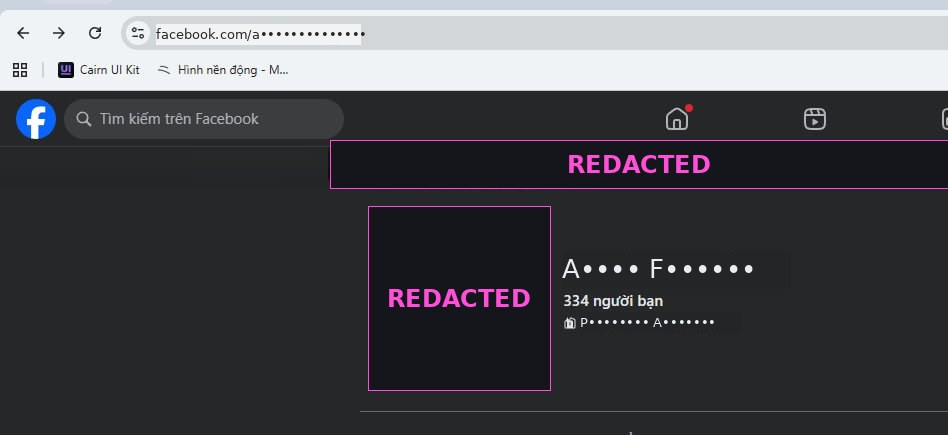 facebook.com/a••••••••••••••
Cairn UI Kit
Hình nền động - M...
Tìm kiếm trên Facebook
REDACTED
REDACTED
A•••• F••••••
334 người bạn
P•••••••• A•••••••